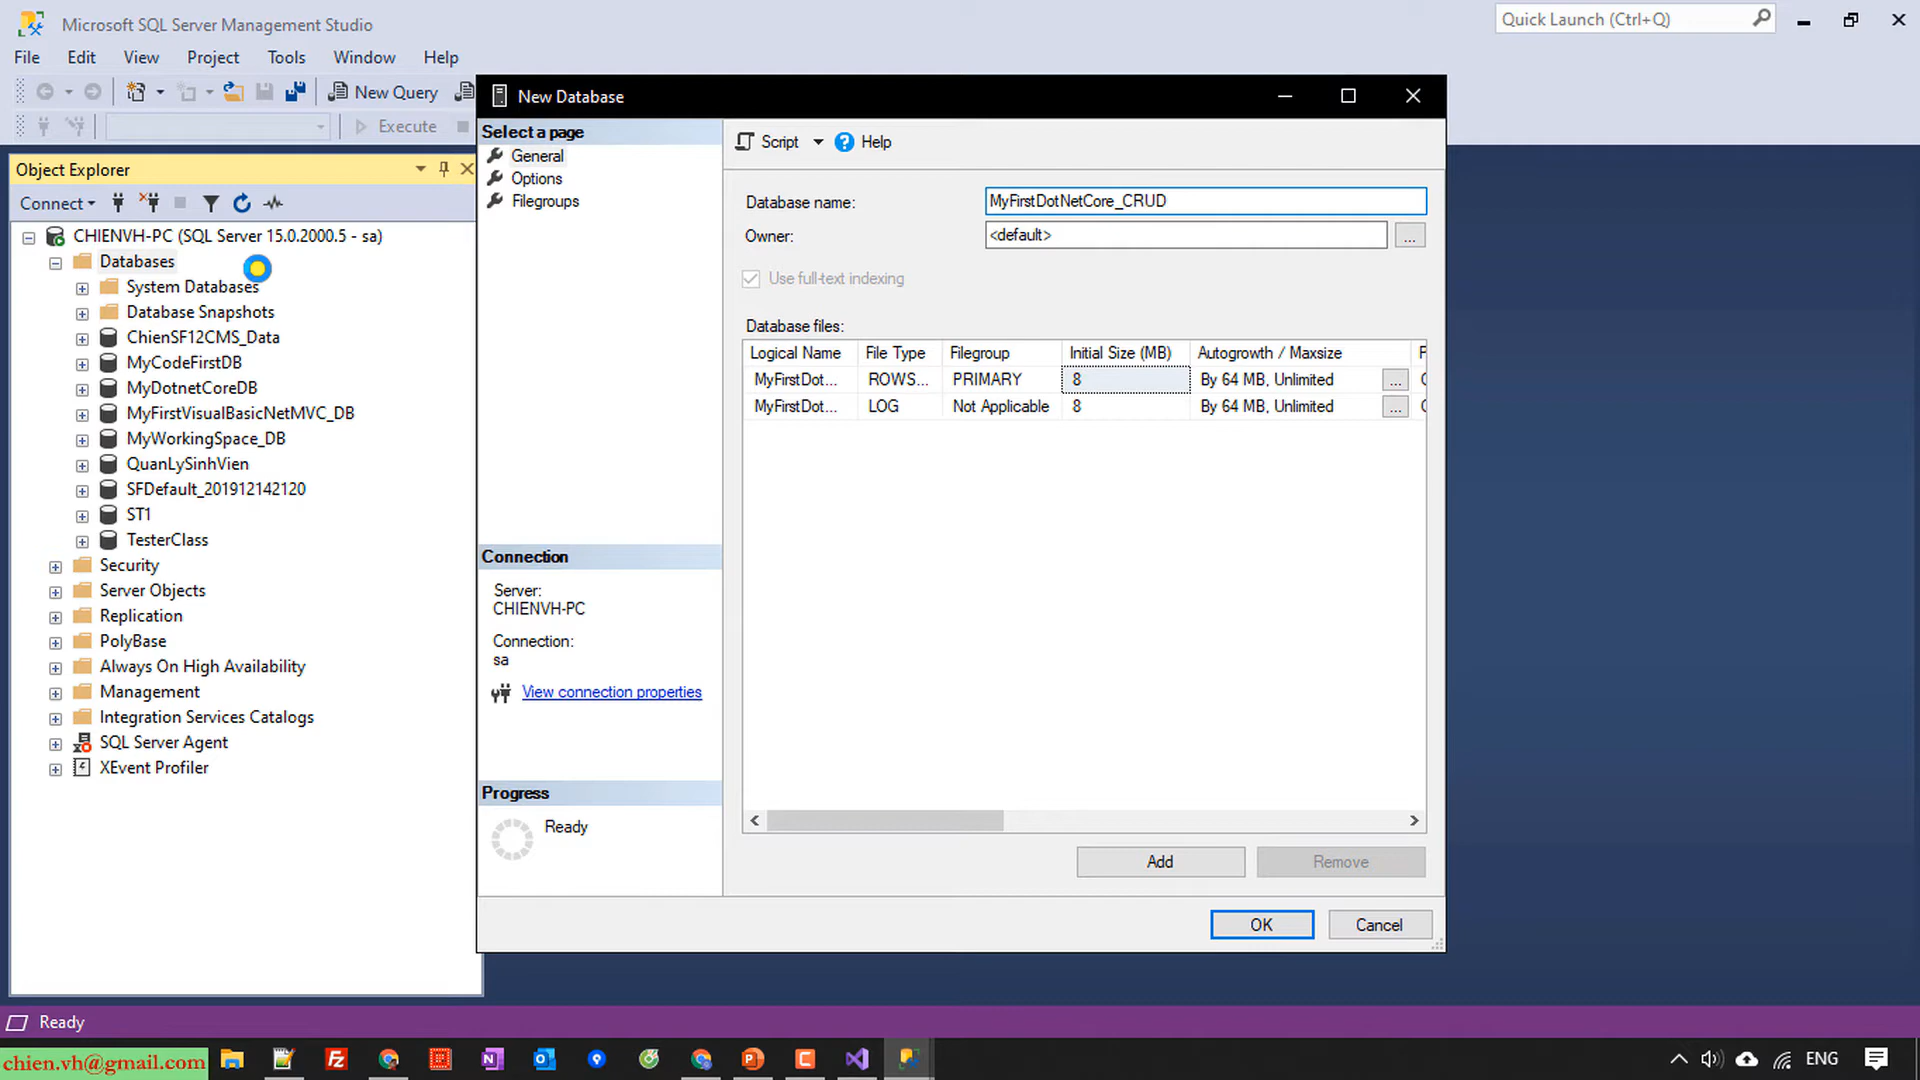 Microsoft SQL Server Management Studio
Quick Launch (Ctrl+Q)
File Edit View Project Tools Window Help
New Query
Execute
Object Explorer
Connect
CHIENVH-PC (SQL Server 15.0.2000.5 - sa)
Databases
System Databases
Database Snapshots
ChienSF12CMS_Data
MyCodeFirstDB
MyDotnetCoreDB
MyFirstVisualBasicNetMVC_DB
MyWorkingSpace_DB
QuanLySinhVien
SFDefault_201912142120
ST1
TesterClass
Security
Server Objects
Replication
PolyBase
Always On High Availability
Management
Integration Services Catalogs
SQL Server Agent
XEvent Profiler
New Database
Select a page
General
Options
Filegroups
Connection
Server:
CHIENVH-PC
Connection:
sa
View connection properties
Progress
Ready
Script Help
Database name: MyFirstDotNetCore_CRUD
Owner: <default> ...
Use full-text indexing
Database files:
Logical Name File Type Filegroup Initial Size (MB) Autogrowth / Maxsize
MyFirstDot... ROWS... PRIMARY 8 By 64 MB, Unlimited ...
MyFirstDot... LOG Not Applicable 8 By 64 MB, Unlimited ...
Add Remove
OK Cancel
Ready
chien.vh@gmail.com
ENG